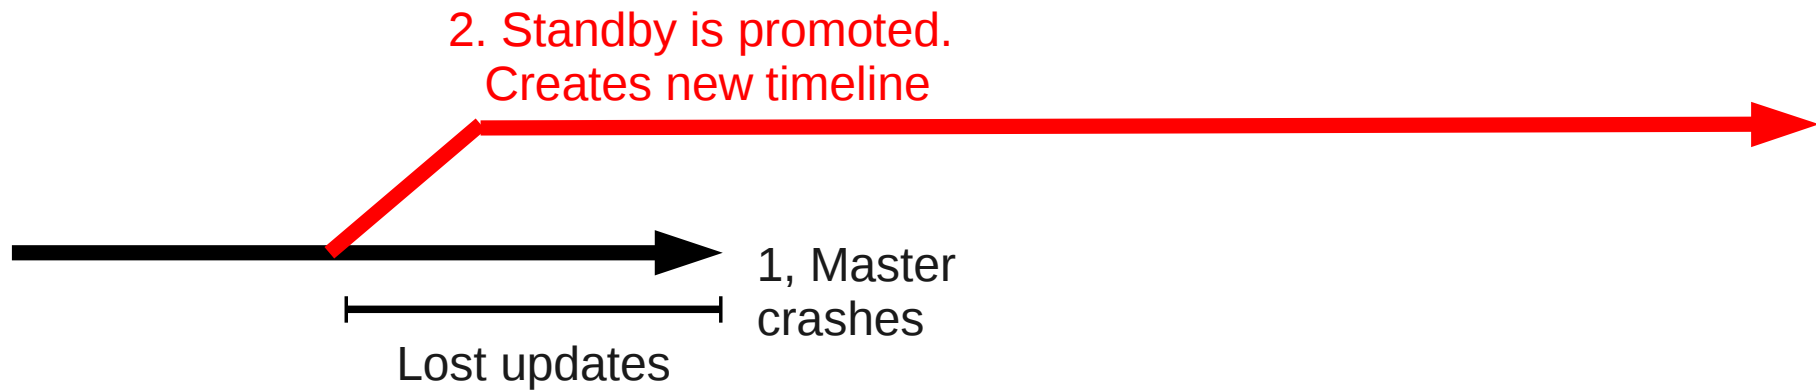 2. Standby is promoted.
Creates new timeline
1, Master
crashes
Lost updates